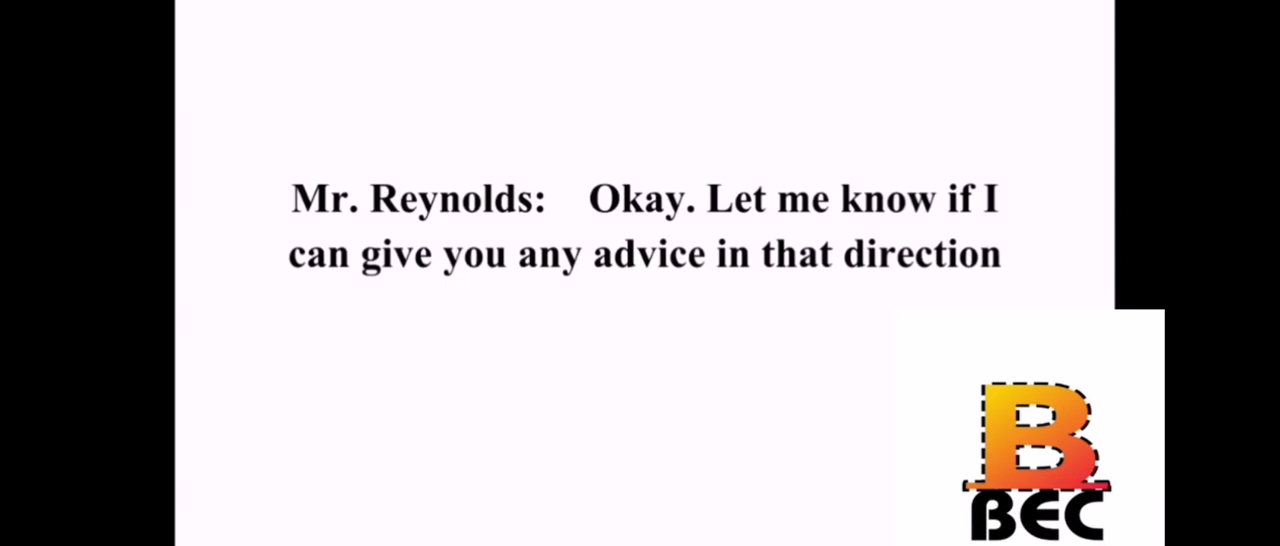 Mr. Reynolds: Okay. Let me know if I
can give you any advice in that direction
B
BEC